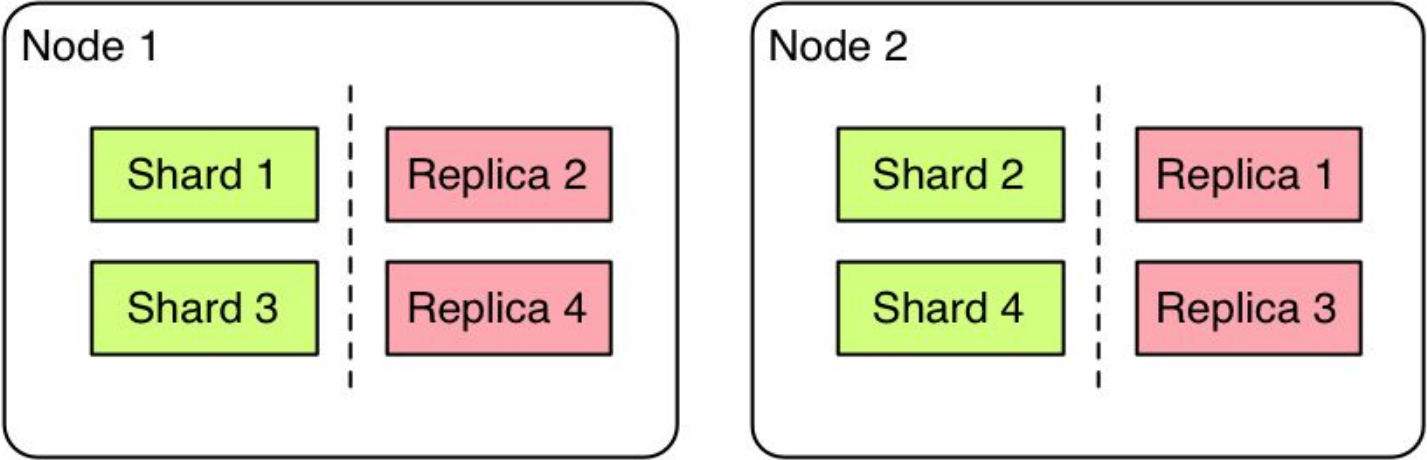 Node 1
Shard 1
Replica 2
Shard 3
Replica 4
Node 2
Shard 2
Replica 1
Shard 4
Replica 3